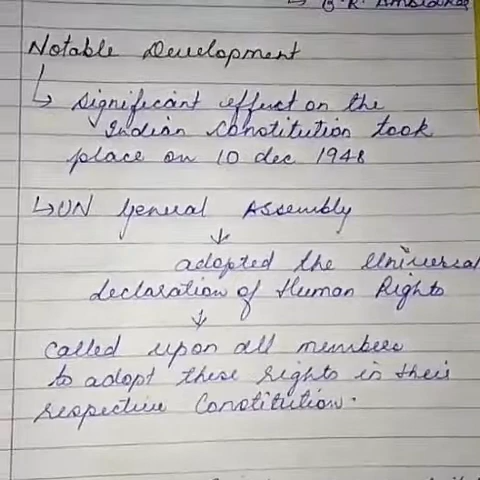 ↳ B.R. Ambedkar
Notable Development
↳ significant effect on the
Indian Constitution took
place on 10 dec 1948
↳ UN General Assembly
↓
adopted the Universal
declaration of Human Rights
↓
called upon all members
to adopt these rights in their
respective Constitution.